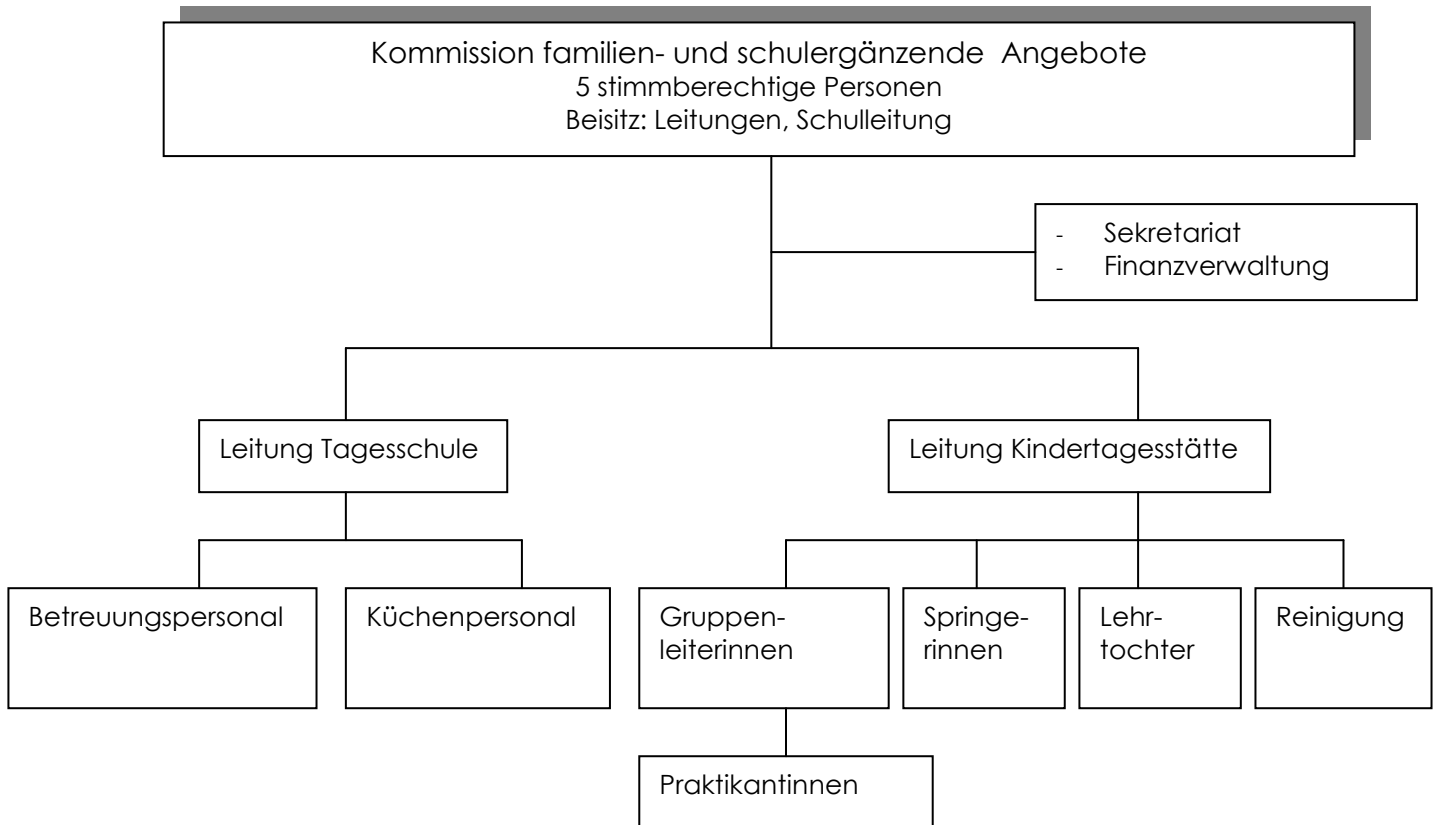 Kommission familien- und schulergänzende Angebote
5 stimmberechtige Personen
Beisitz: Leitungen, Schulleitung
- Sekretariat
- Finanzverwaltung
Leitung Tagesschule
Leitung Kindertagesstätte
Betreuungspersonal
Küchenpersonal
Gruppen-
leiterinnen
Springe-
rinnen
Lehr-
tochter
Reinigung
Praktikantinnen